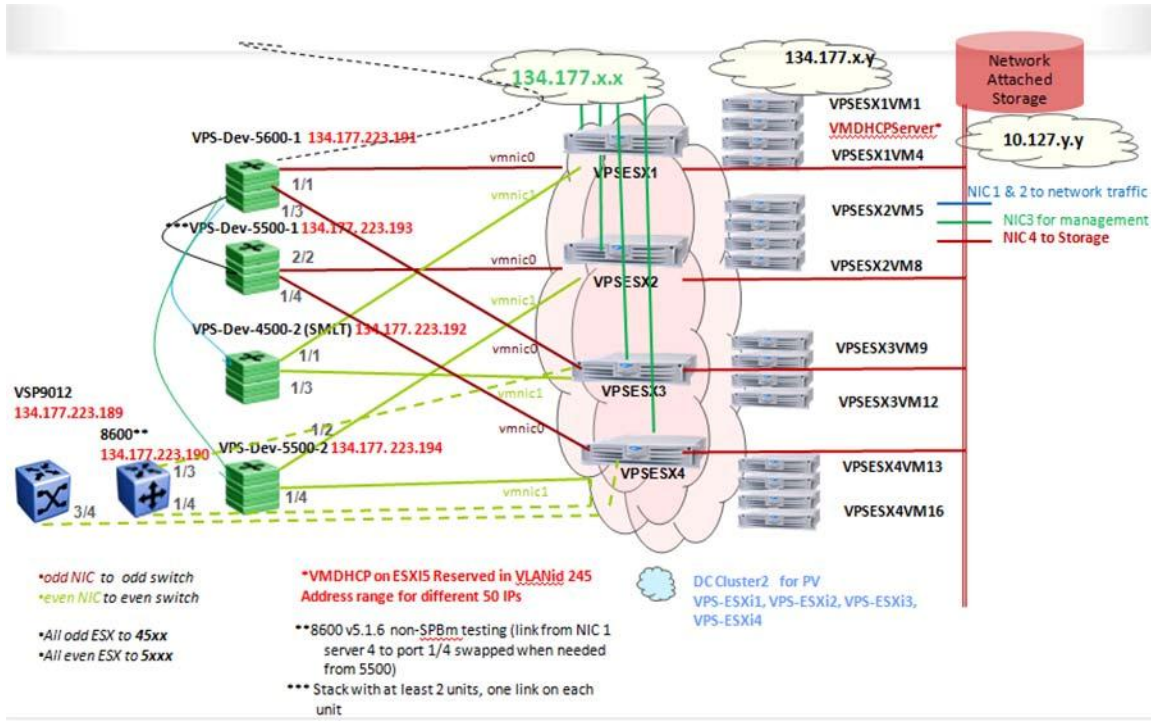 134.177.x.x
134.177.x.y
Network
Attached
Storage
10.127.y.y
VPSESX1VM1
VMDHCPServer*
VPSESX1VM4
VPS-Dev-5600-1 134.177.223.191
vmnic0
VPSESX1
1/1
vmnic1
1/3
NIC 1 & 2 to network traffic
VPSESX2VM5
NIC3 for management
NIC 4 to Storage
***VPS-Dev-5500-1 134.177. 223.193
2/2
vmnic0
VPSESX2
VPSESX2VM8
1/4
vmnic1
VPS-Dev-4500-2 (SMLT) 134.177. 223.192
1/1
vmnic0
VPSESX3VM9
1/3
vmnic1
VPSESX3
VPSESX3VM12
VSP9012
134.177.223.189
8600**
134.177.223.190
1/2
vmnic0
VPS-Dev-5500-2 134.177. 223.194
1/3
VPSESX4
VPSESX4VM13
1/4
1/4
vmnic1
3/4
VPSESX4VM16
•odd NIC to odd switch
•even NIC to even switch
•All odd ESX to 45xx
•All even ESX to 5xxx
*VMDHCP on ESXI5 Reserved in VLANid 245
Address range for different 50 IPs
**8600 v5.1.6 non-SPBm testing (link from NIC 1
server 4 to port 1/4 swapped when needed
from 5500)
*** Stack with at least 2 units, one link on each
unit
DC Cluster2 for PV
VPS-ESXi1, VPS-ESXi2, VPS-ESXi3,
VPS-ESXi4